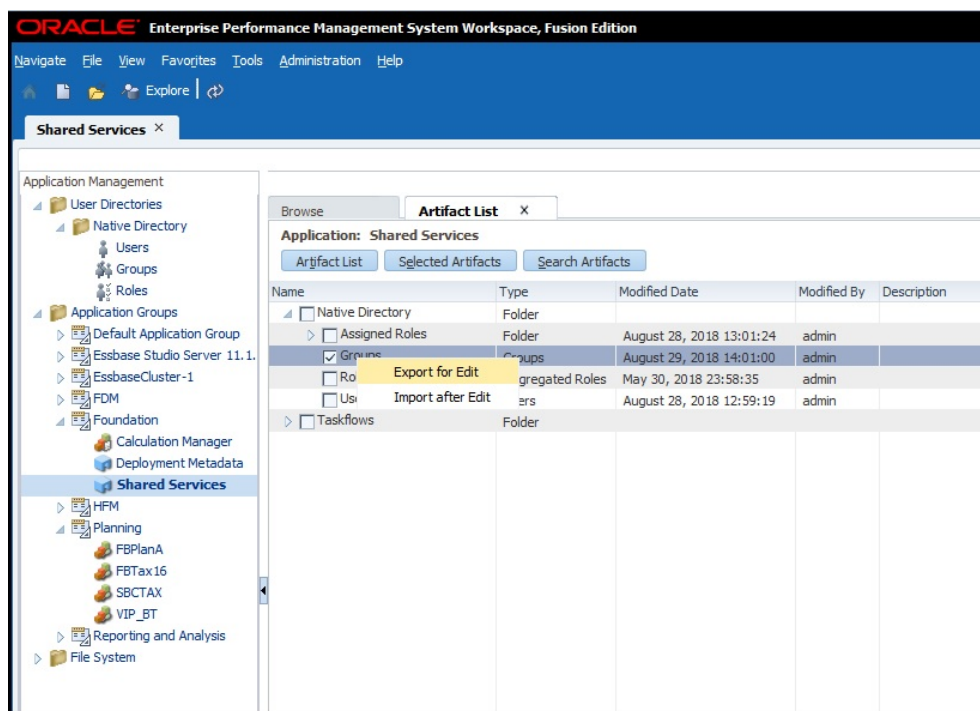 ORACLE Enterprise Performance Management System Workspace, Fusion Edition
Navigate File View Favorites Tools Administration Help
Explore
Shared Services ×
Application Management
User Directories
Native Directory
Users
Groups
Roles
Application Groups
Default Application Group
Essbase Studio Server 11.1.
EssbaseCluster-1
FDM
Foundation
Calculation Manager
Deployment Metadata
Shared Services
HFM
Planning
FBPlanA
FBTax16
SBCTAX
VIP_BT
Reporting and Analysis
File System
Browse Artifact List X
Application: Shared Services
Artifact List Selected Artifacts Search Artifacts
Name Type Modified Date Modified By Description
Native Directory Folder
Assigned Roles Folder August 28, 2018 13:01:24 admin
Groups Groups August 29, 2018 14:01:00 admin
Export for Edit
Ro ggregated Roles May 30, 2018 23:58:35 admin
Import after Edit
Us ers August 28, 2018 12:59:19 admin
Taskflows Folder